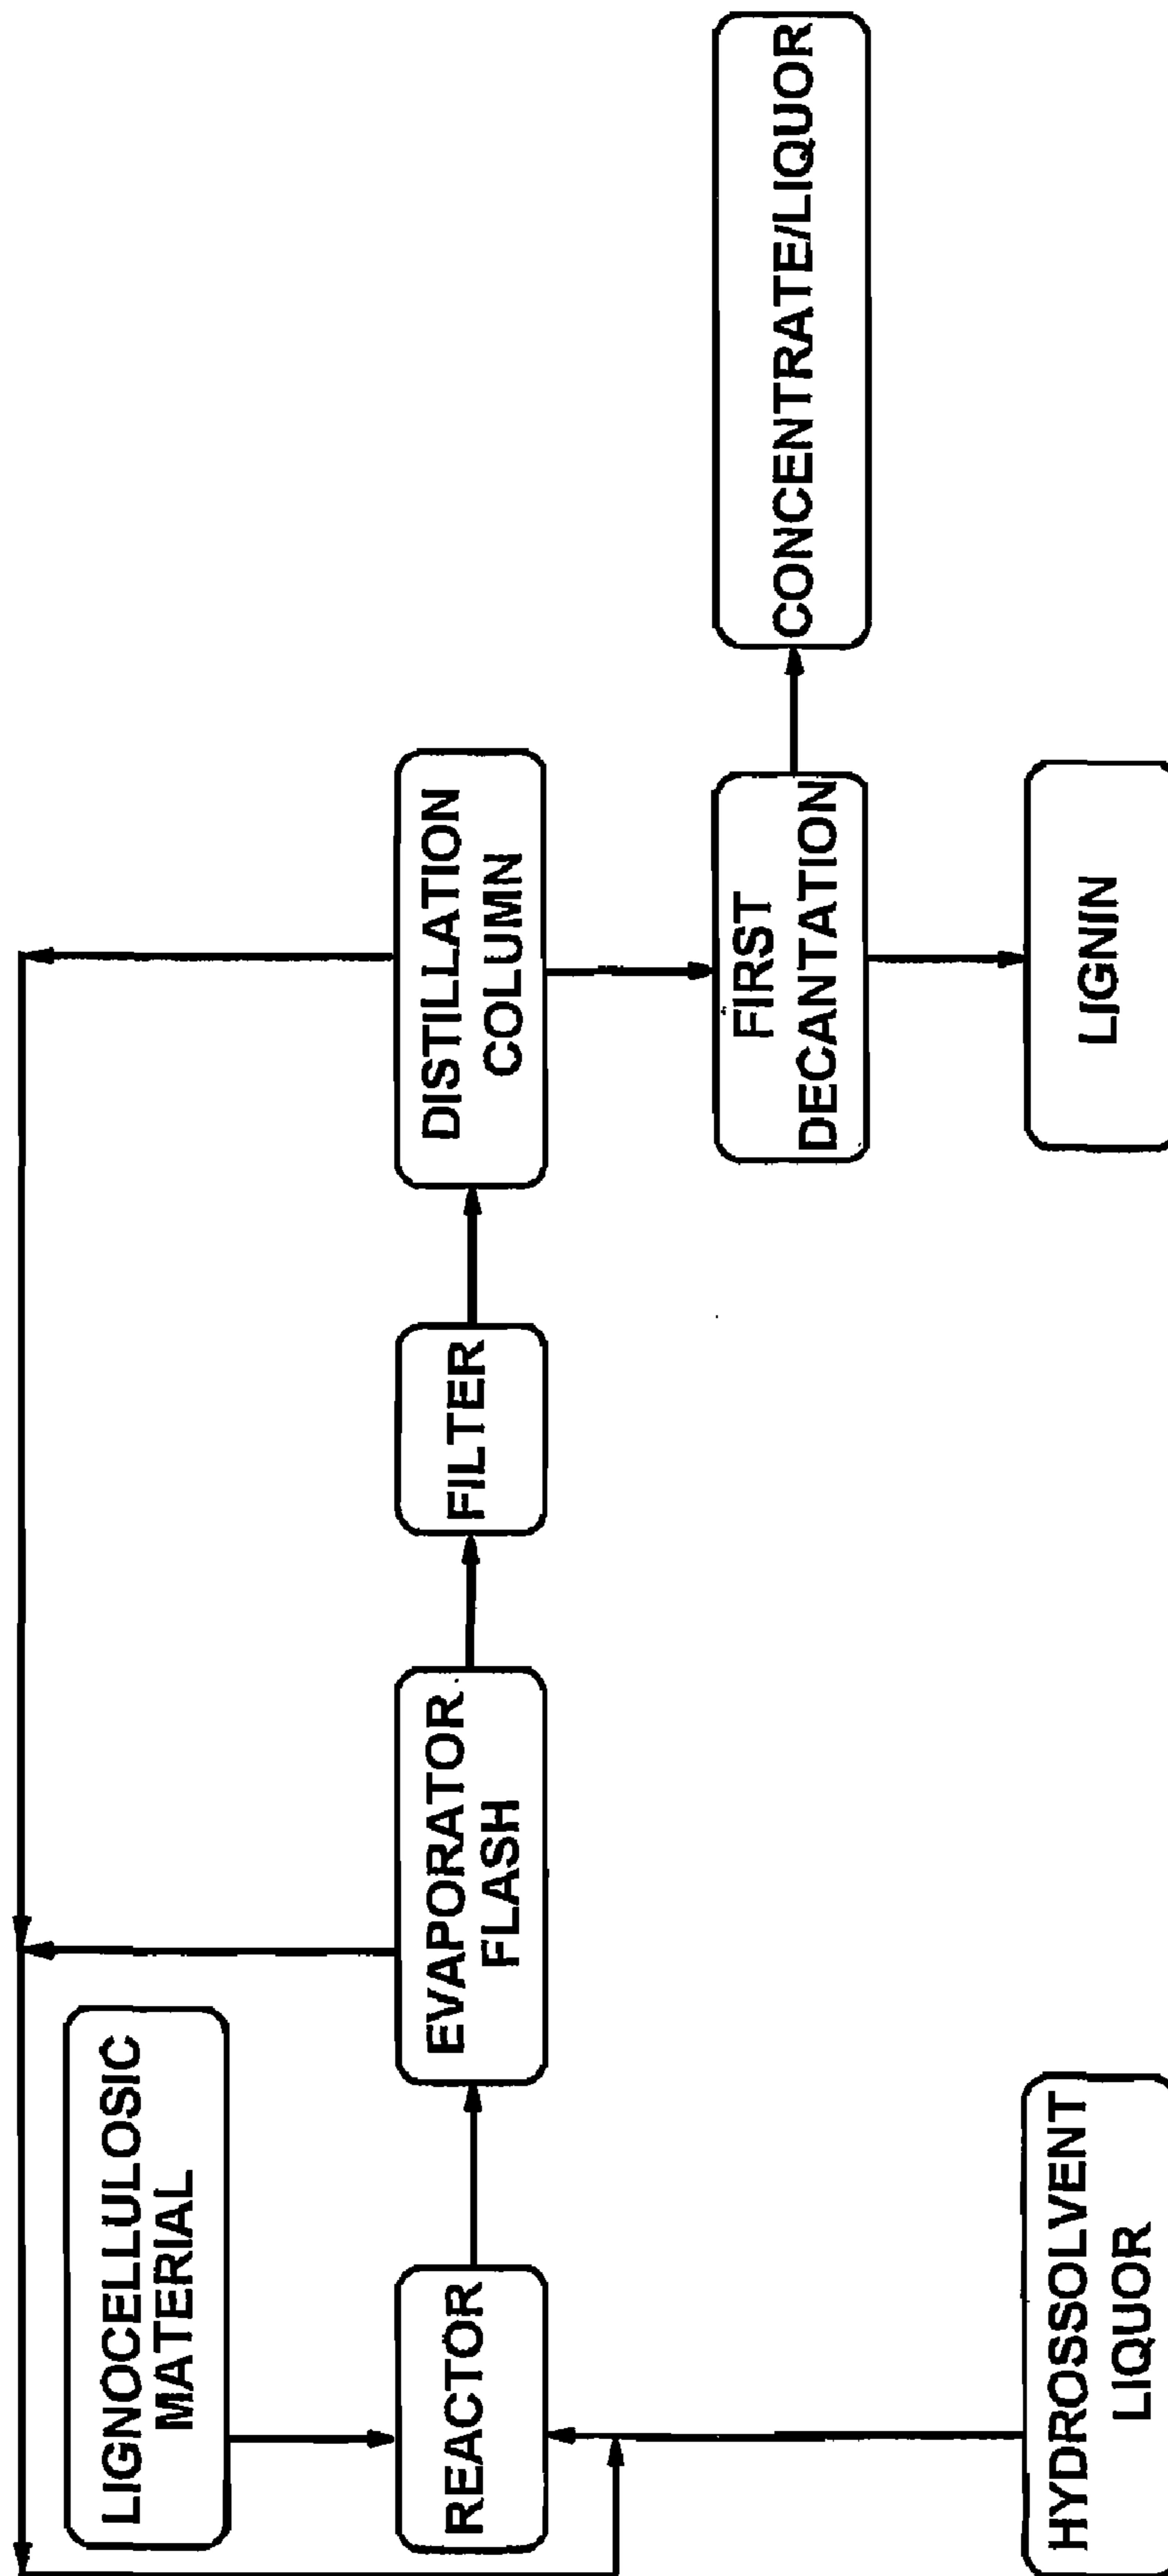 LIGNOCELLULOSIC
MATERIAL
REACTOR
EVAPORATOR
FLASH
FILTER
DISTILLATION
COLUMN
FIRST
DECANTATION
CONCENTRATE/LIQUOR
HYDROSSOLVENT
LIQUOR
LIGNIN